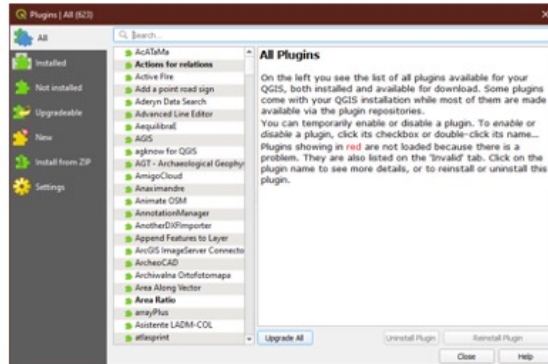 Plugins | All (623)
All
Installed
Not installed
Upgradeable
New
Install from ZIP
Settings
Search...
AcATaMa
Actions for relations
Active Fire
Add a point road sign
Aderyn Data Search
Advanced Line Editor
AequilibraE
AGIS
agknow for QGIS
AGT - Archaeological Geophy
AmigoCloud
Anaximandre
Animate OSM
AnnotationManager
AnotherDXFImporter
Append Features to Layer
ArcGIS ImageServer Connecto
ArcheoCAD
Archiwalna Ortofotomapa
Area Along Vector
Area Ratio
arrayPlus
Asistente LADM-COL
atlasprint
All Plugins
On the left you see the list of all plugins available for your
QGIS, both installed and available for download. Some plugins
come with your QGIS installation while most of them are made
available via the plugin repositories.
You can temporarily enable or disable a plugin. To enable or
disable a plugin, click its checkbox or double-click its name...
Plugins showing in red are not loaded because there is a
problem. They are also listed on the 'Invalid' tab. Click on the
plugin name to see more details, or to reinstall or uninstall this
plugin.
Upgrade All
Uninstall Plugin
Reinstall Plugin
Close
Help